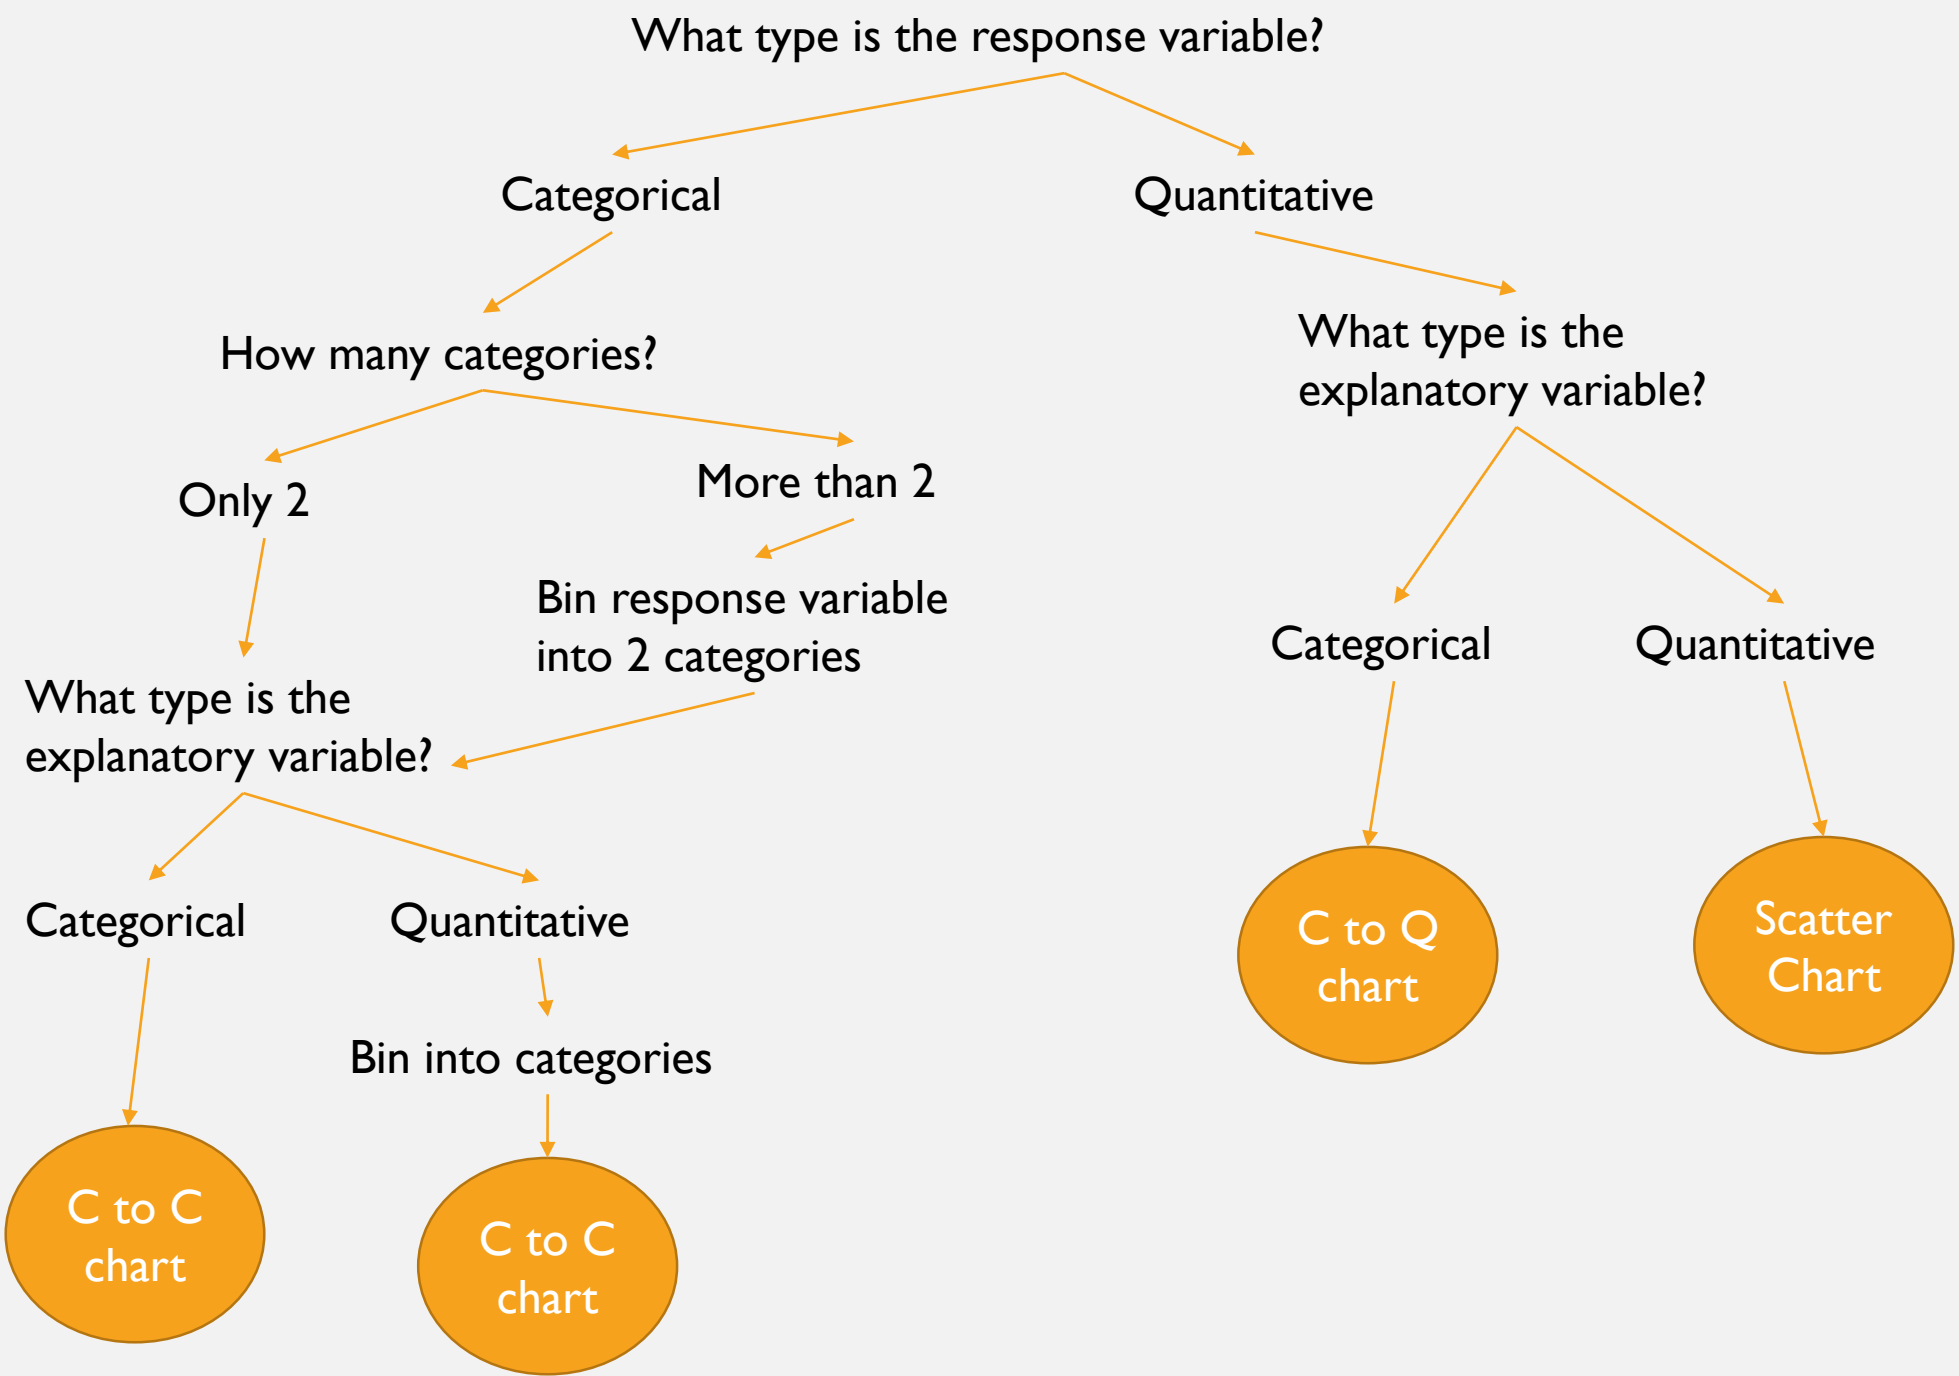 What type is the response variable?
Categorical
Quantitative
How many categories?
What type is the
explanatory variable?
Only 2
More than 2
Bin response variable
into 2 categories
Categorical
Quantitative
What type is the
explanatory variable?
Categorical
Quantitative
C to Q
chart
Scatter
Chart
Bin into categories
C to C
chart
C to C
chart